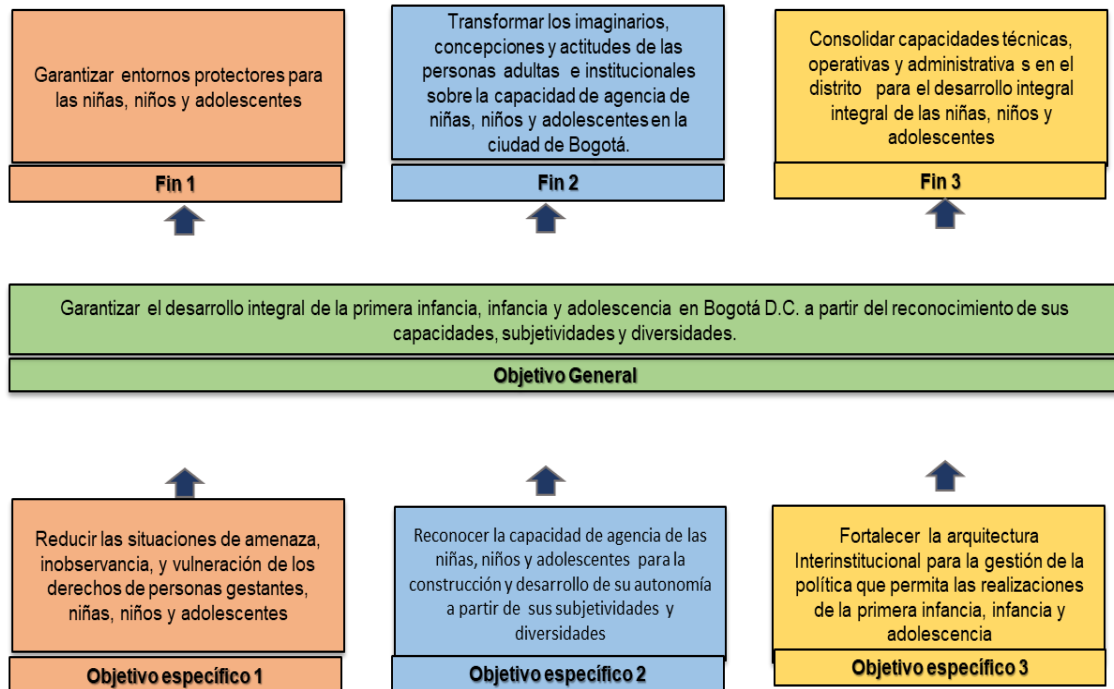 Garantizar entornos protectores para
las niñas, niños y adolescentes
Fin 1
Transformar los imaginarios,
concepciones y actitudes de las
personas adultas e institucionales
sobre la capacidad de agencia de
niñas, niños y adolescentes en la
ciudad de Bogotá.
Fin 2
Consolidar capacidades técnicas,
operativas y administrativa s en el
distrito para el desarrollo integral
integral de las niñas, niños y
adolescentes
Fin 3
Garantizar el desarrollo integral de la primera infancia, infancia y adolescencia en Bogotá D.C. a partir del reconocimiento de sus
capacidades, subjetividades y diversidades.
Objetivo General
Reducir las situaciones de amenaza,
inobservancia, y vulneración de los
derechos de personas gestantes,
niñas, niños y adolescentes
Objetivo específico 1
Reconocer la capacidad de agencia de las
niñas, niños y adolescentes para la
construcción y desarrollo de su autonomía
a partir de sus subjetividades y
diversidades
Objetivo específico 2
Fortalecer la arquitectura
Interinstitucional para la gestión de la
política que permita las realizaciones
de la primera infancia, infancia y
adolescencia
Objetivo específico 3